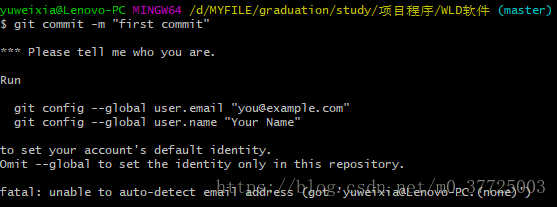 yuweixia@Lenovo-PC MINGW64 /d/MYFILE/graduation/study/项目程序/WLD软件 (master)
$ git commit -m "first commit"
*** Please tell me who you are.
Run
git config --global user.email "you@example.com"
git config --global user.name "Your Name"
to set your account's default identity.
Omit --global to set the identity only in this repository.
fatal: unable to auto-detect email address (got 'yuweixia@Lenovo-PC.(none)')
https://blog.csdn.net/m0_37725003